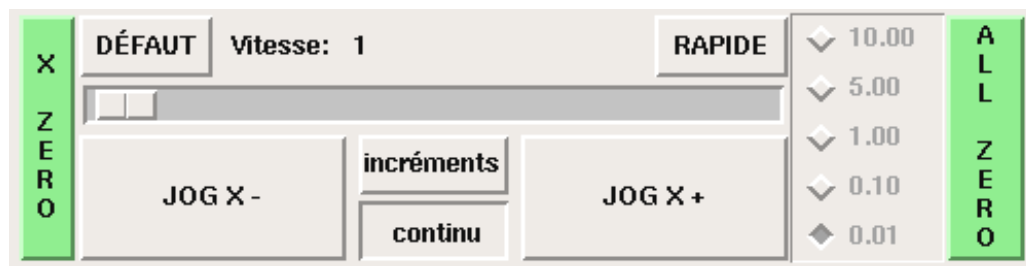 X ZERO
DÉFAUT Vitesse: 1 RAPIDE
JOG X -
incréments
continu
JOG X +
10.00
5.00
1.00
0.10
0.01
ALL ZERO